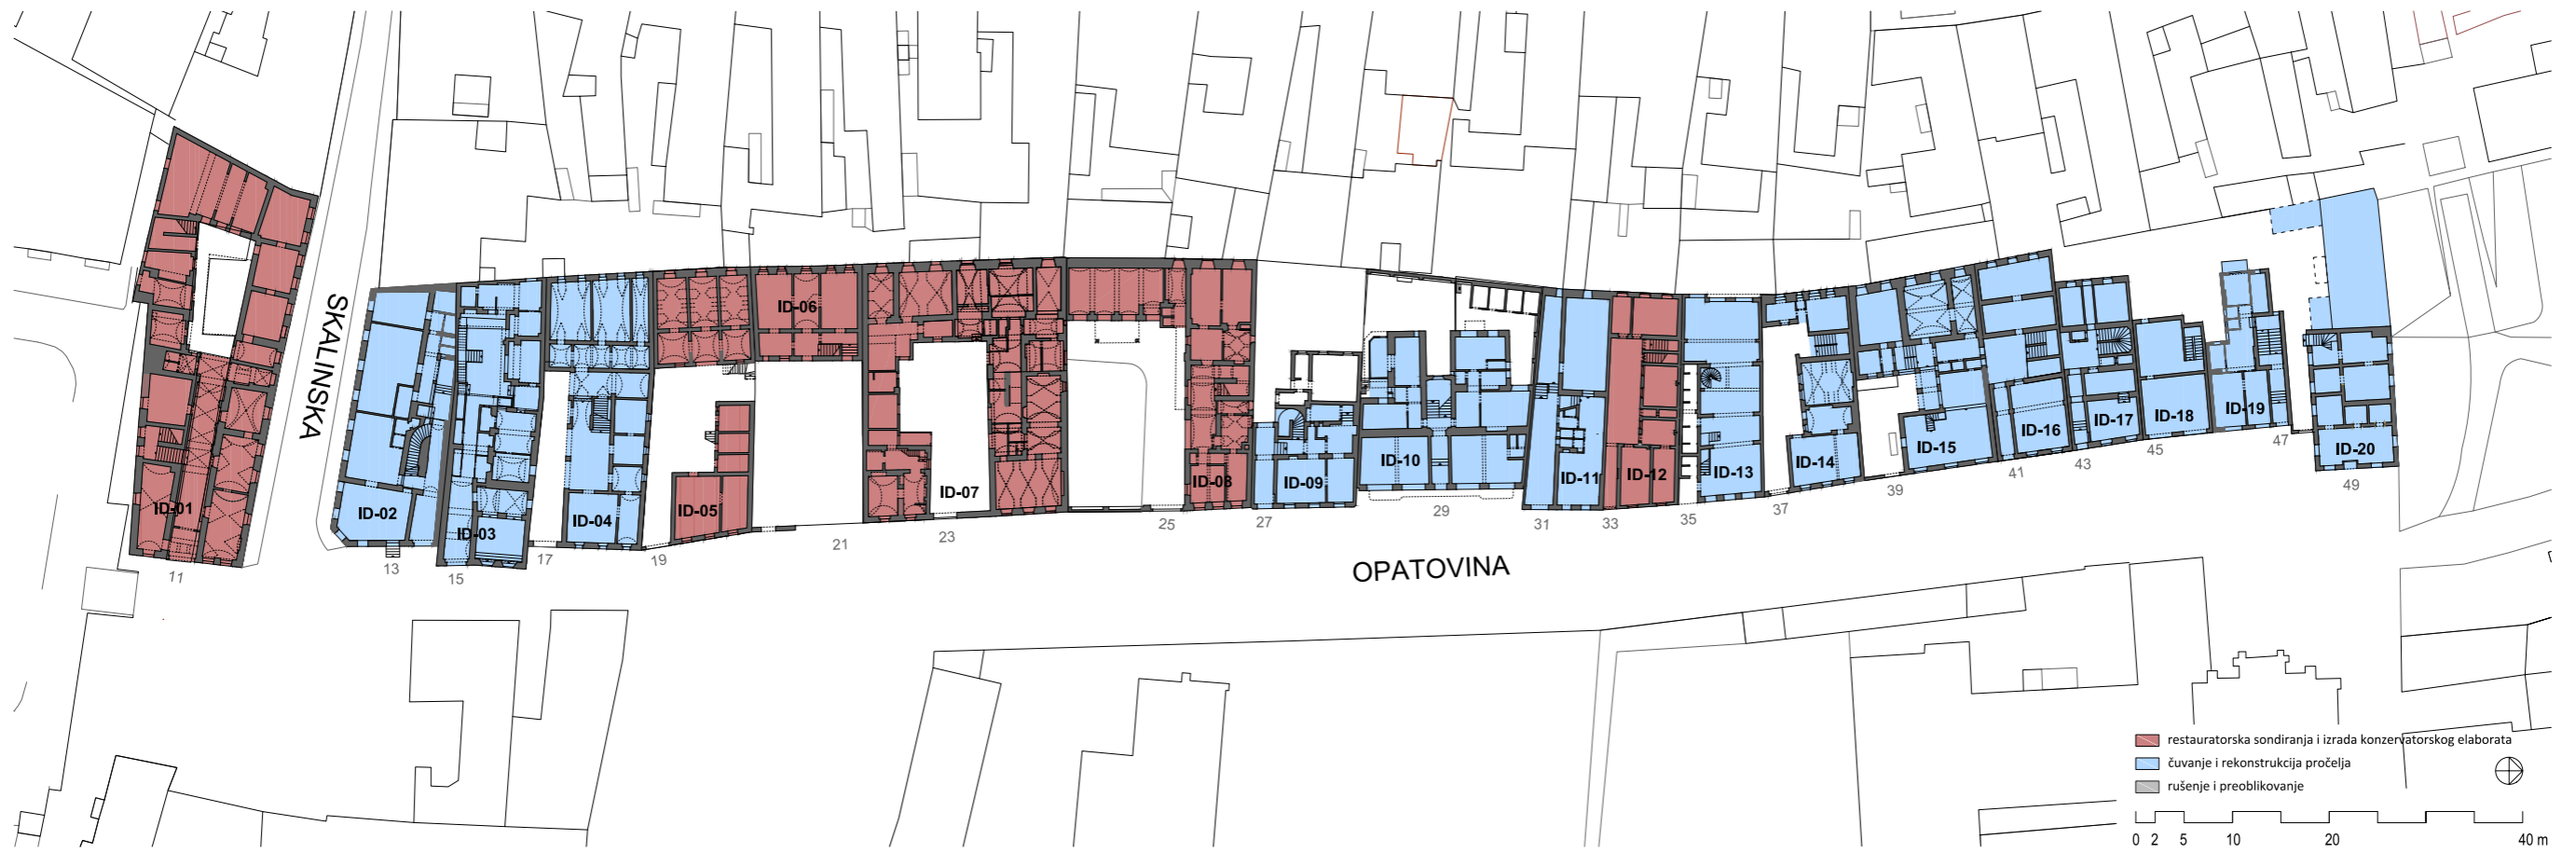 SKALINSKA
OPATOVINA
ID-01
ID-02
ID-03
ID-04
ID-05
ID-06
ID-07
ID-08
ID-09
ID-10
ID-11
ID-12
ID-13
ID-14
ID-15
ID-16
ID-17
ID-18
ID-19
ID-20
11
13
15
17
19
21
23
25
27
29
31
33
35
37
39
41
43
45
47
49
restauratorska sondiranja i izrada konzervatorskog elaborata
čuvanje i rekonstrukcija pročelja
rušenje i preoblikovanje
0 2 5 10 20 40 m